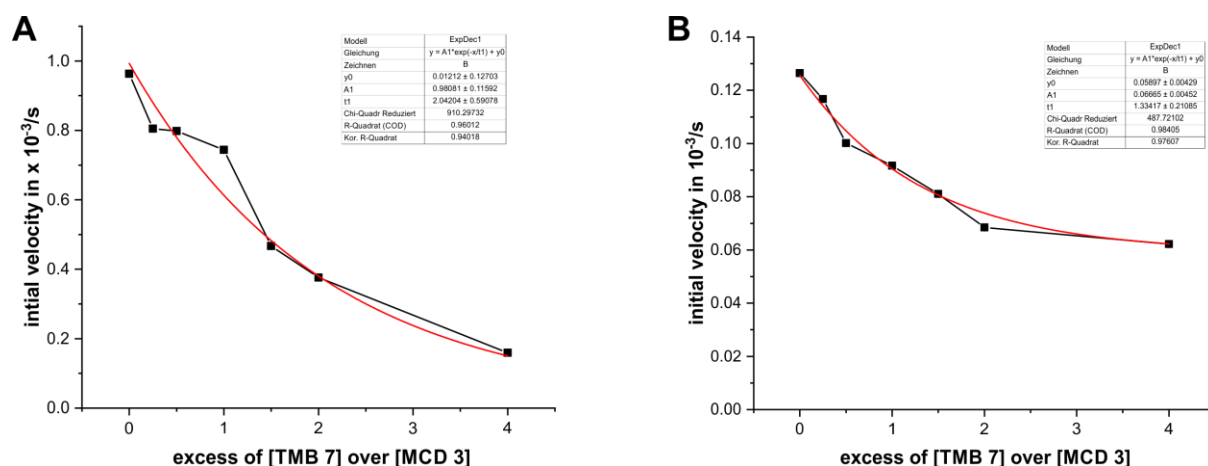 A
intial velocity in x 10⁻³/s
1.0
0.8
0.6
0.4
0.2
0.0
0 1 2 3 4
excess of [TMB 7] over [MCD 3]
Modell ExpDec1
Gleichung y = A1*exp(-x/t1) + y0
Zeichnen B
y0 0.01212 ± 0.12703
A1 0.98081 ± 0.11592
t1 2.04204 ± 0.59078
Chi-Quadr Reduziert 910.29732
R-Quadrat (COD) 0.96012
Kor. R-Quadrat 0.94018
B
initial velocity in 10⁻³/s
0.14
0.12
0.10
0.08
0.06
0.04
0.02
0.00
0 1 2 3 4
excess of [TMB 7] over [MCD 3]
Modell ExpDec1
Gleichung y = A1*exp(-x/t1) + y0
Zeichnen B
y0 0.05897 ± 0.00429
A1 0.06665 ± 0.00452
t1 1.33417 ± 0.21085
Chi-Quadr Reduziert 487.72102
R-Quadrat (COD) 0.98405
Kor. R-Quadrat 0.97607